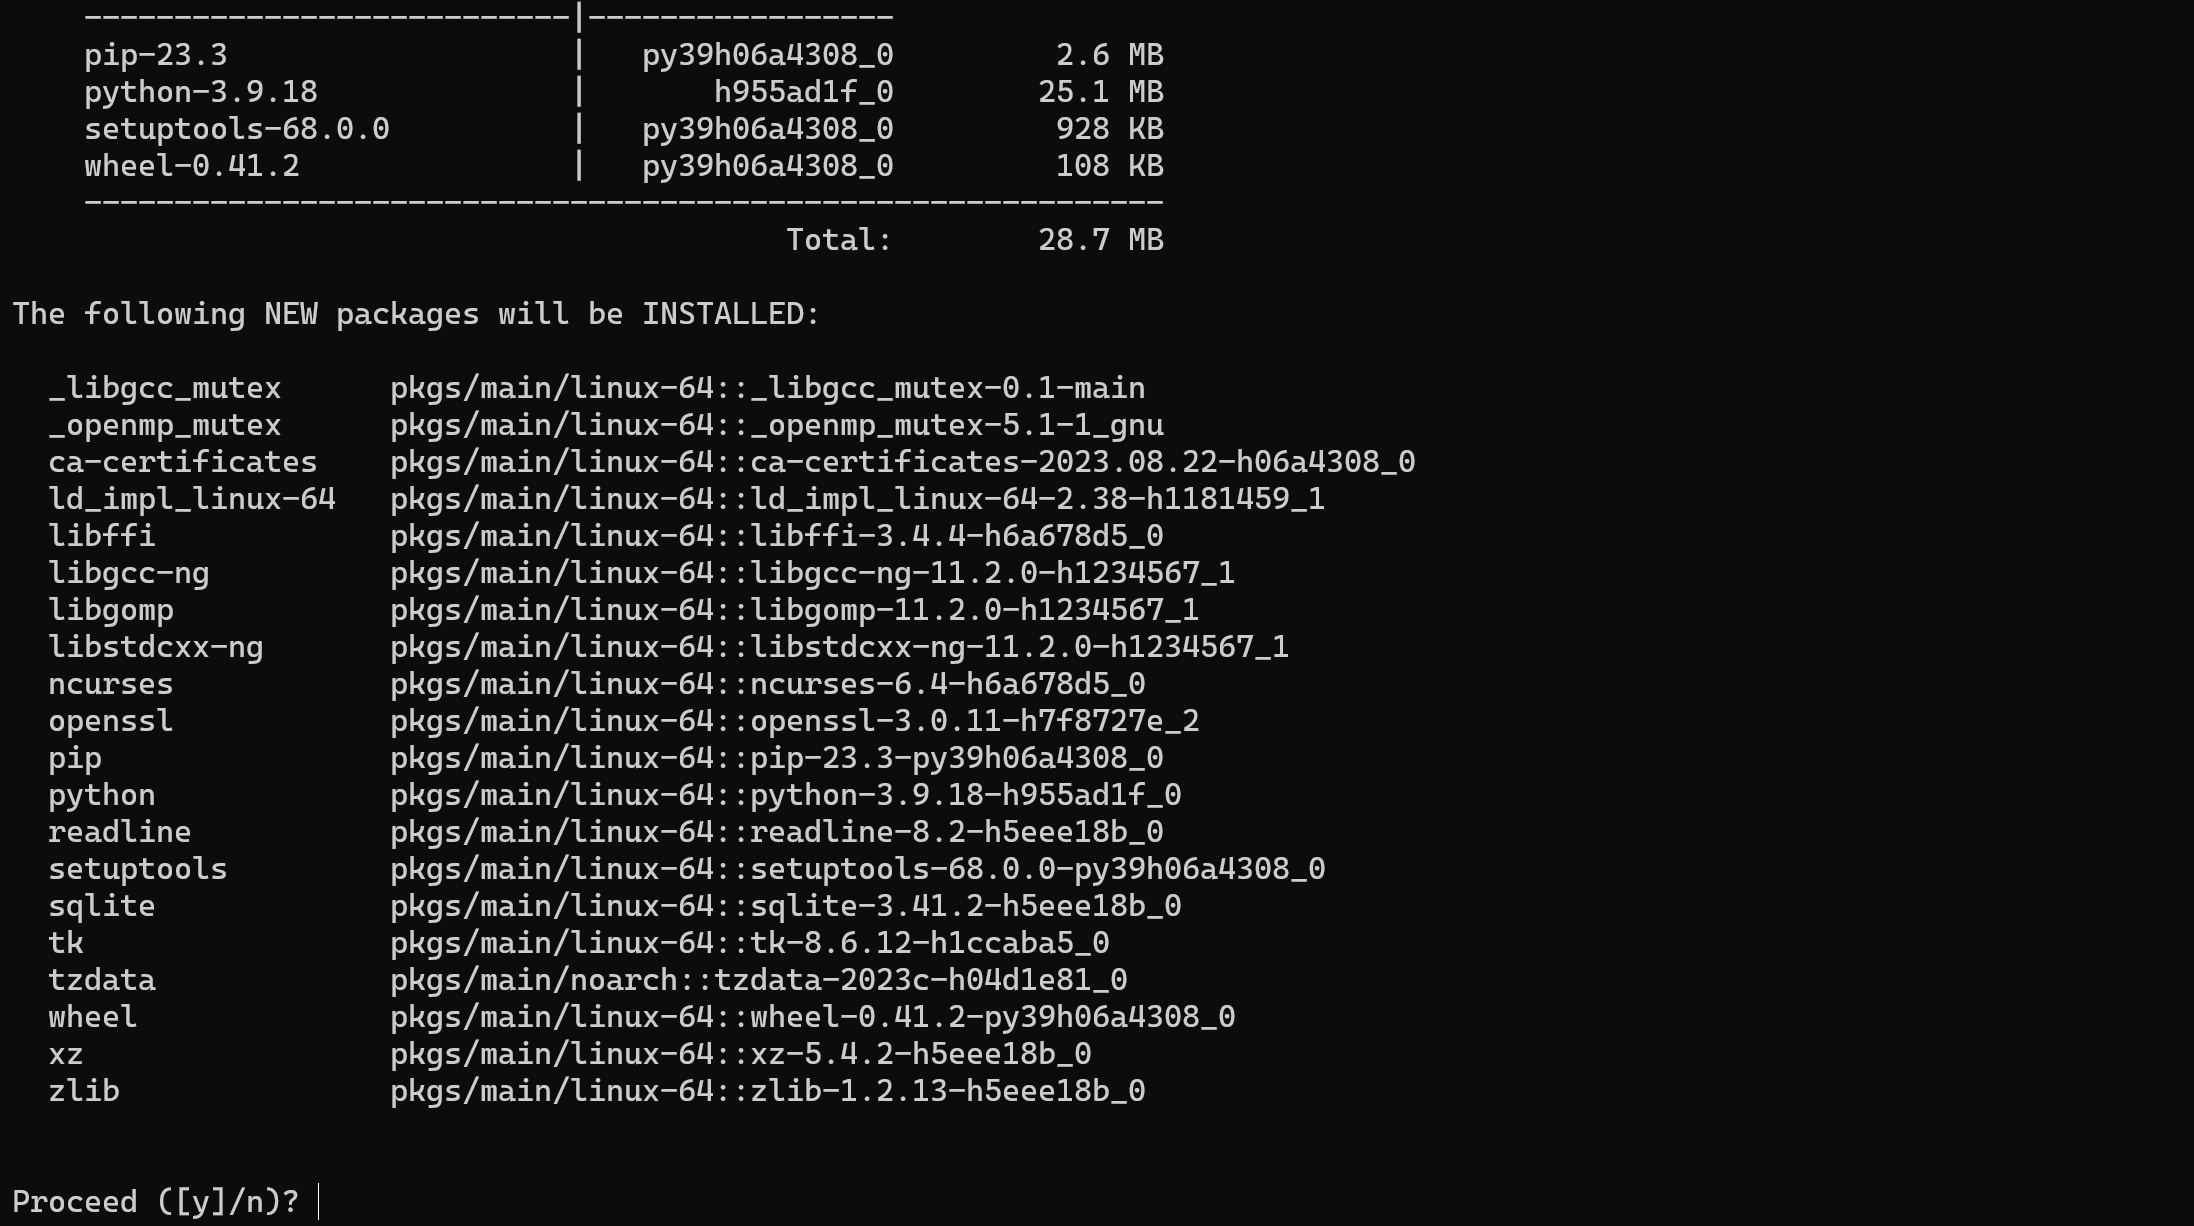 ---------------------------|-----------------
pip-23.3                   |   py39h06a4308_0         2.6 MB
python-3.9.18              |       h955ad1f_0        25.1 MB
setuptools-68.0.0          |   py39h06a4308_0         928 KB
wheel-0.41.2               |   py39h06a4308_0         108 KB
------------------------------------------------------------
Total:        28.7 MB
The following NEW packages will be INSTALLED:
_libgcc_mutex      pkgs/main/linux-64::_libgcc_mutex-0.1-main
_openmp_mutex      pkgs/main/linux-64::_openmp_mutex-5.1-1_gnu
ca-certificates    pkgs/main/linux-64::ca-certificates-2023.08.22-h06a4308_0
ld_impl_linux-64   pkgs/main/linux-64::ld_impl_linux-64-2.38-h1181459_1
libffi             pkgs/main/linux-64::libffi-3.4.4-h6a678d5_0
libgcc-ng          pkgs/main/linux-64::libgcc-ng-11.2.0-h1234567_1
libgomp            pkgs/main/linux-64::libgomp-11.2.0-h1234567_1
libstdcxx-ng       pkgs/main/linux-64::libstdcxx-ng-11.2.0-h1234567_1
ncurses            pkgs/main/linux-64::ncurses-6.4-h6a678d5_0
openssl            pkgs/main/linux-64::openssl-3.0.11-h7f8727e_2
pip                pkgs/main/linux-64::pip-23.3-py39h06a4308_0
python             pkgs/main/linux-64::python-3.9.18-h955ad1f_0
readline           pkgs/main/linux-64::readline-8.2-h5eee18b_0
setuptools         pkgs/main/linux-64::setuptools-68.0.0-py39h06a4308_0
sqlite             pkgs/main/linux-64::sqlite-3.41.2-h5eee18b_0
tk                 pkgs/main/linux-64::tk-8.6.12-h1ccaba5_0
tzdata             pkgs/main/noarch::tzdata-2023c-h04d1e81_0
wheel              pkgs/main/linux-64::wheel-0.41.2-py39h06a4308_0
xz                 pkgs/main/linux-64::xz-5.4.2-h5eee18b_0
zlib               pkgs/main/linux-64::zlib-1.2.13-h5eee18b_0
Proceed ([y]/n)?